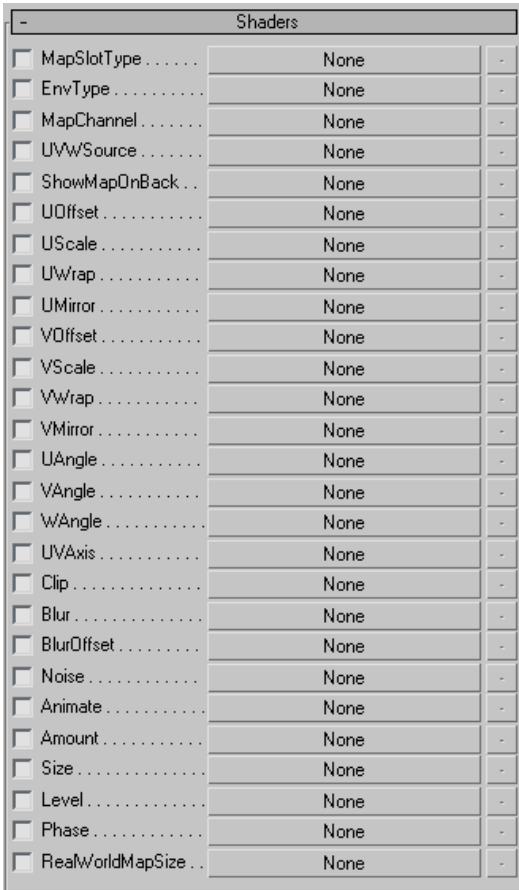 - Shaders
MapSlotType . . . . . . None -
EnvType . . . . . . . . . . None -
MapChannel . . . . . . . None -
UVWSource . . . . . . . None -
ShowMapOnBack . . None -
UOffset . . . . . . . . . . . None -
UScale . . . . . . . . . . . None -
UWrap . . . . . . . . . . . None -
UMirror . . . . . . . . . . . None -
VOffset . . . . . . . . . . . None -
VScale . . . . . . . . . . . None -
VWrap . . . . . . . . . . . None -
VMirror . . . . . . . . . . . None -
UAngle . . . . . . . . . . . None -
VAngle . . . . . . . . . . . None -
WAngle . . . . . . . . . . . None -
UVAxis . . . . . . . . . . . None -
Clip . . . . . . . . . . . . . . None -
Blur . . . . . . . . . . . . . . None -
BlurOffset . . . . . . . . . None -
Noise . . . . . . . . . . . . None -
Animate . . . . . . . . . . None -
Amount . . . . . . . . . . . None -
Size . . . . . . . . . . . . . . None -
Level . . . . . . . . . . . . . None -
Phase . . . . . . . . . . . . None -
RealWorldMapSize . . None -